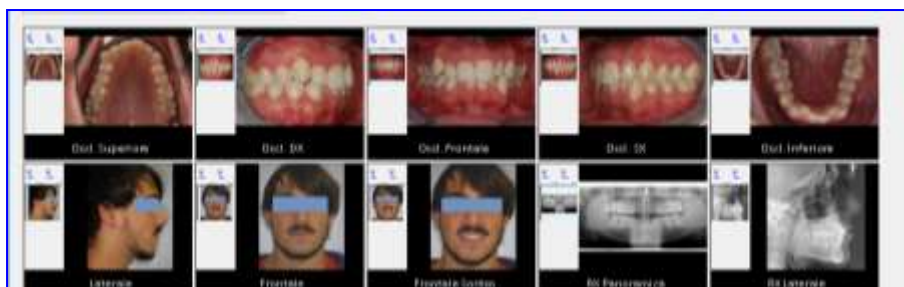 Occl. Superiore
Occl. DX
Occl. Frontale
Occl. SX
Occl. Inferiore
Laterale
Frontale
Frontale Sorriso
RX Panoramica
RX Laterale